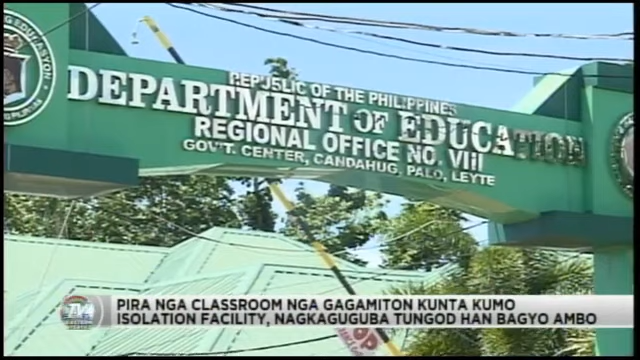 REPUBLIC OF THE PHILIPPINES
DEPARTMENT OF EDUCATION
REGIONAL OFFICE NO. VIII
GOV'T. CENTER, CANDAHUG, PALO, LEYTE
PIRA NGA CLASSROOM NGA GAGAMITON KUNTA KUMO
ISOLATION FACILITY, NAGKAGUGUBA TUNGOD HAN BAGYO AMBO